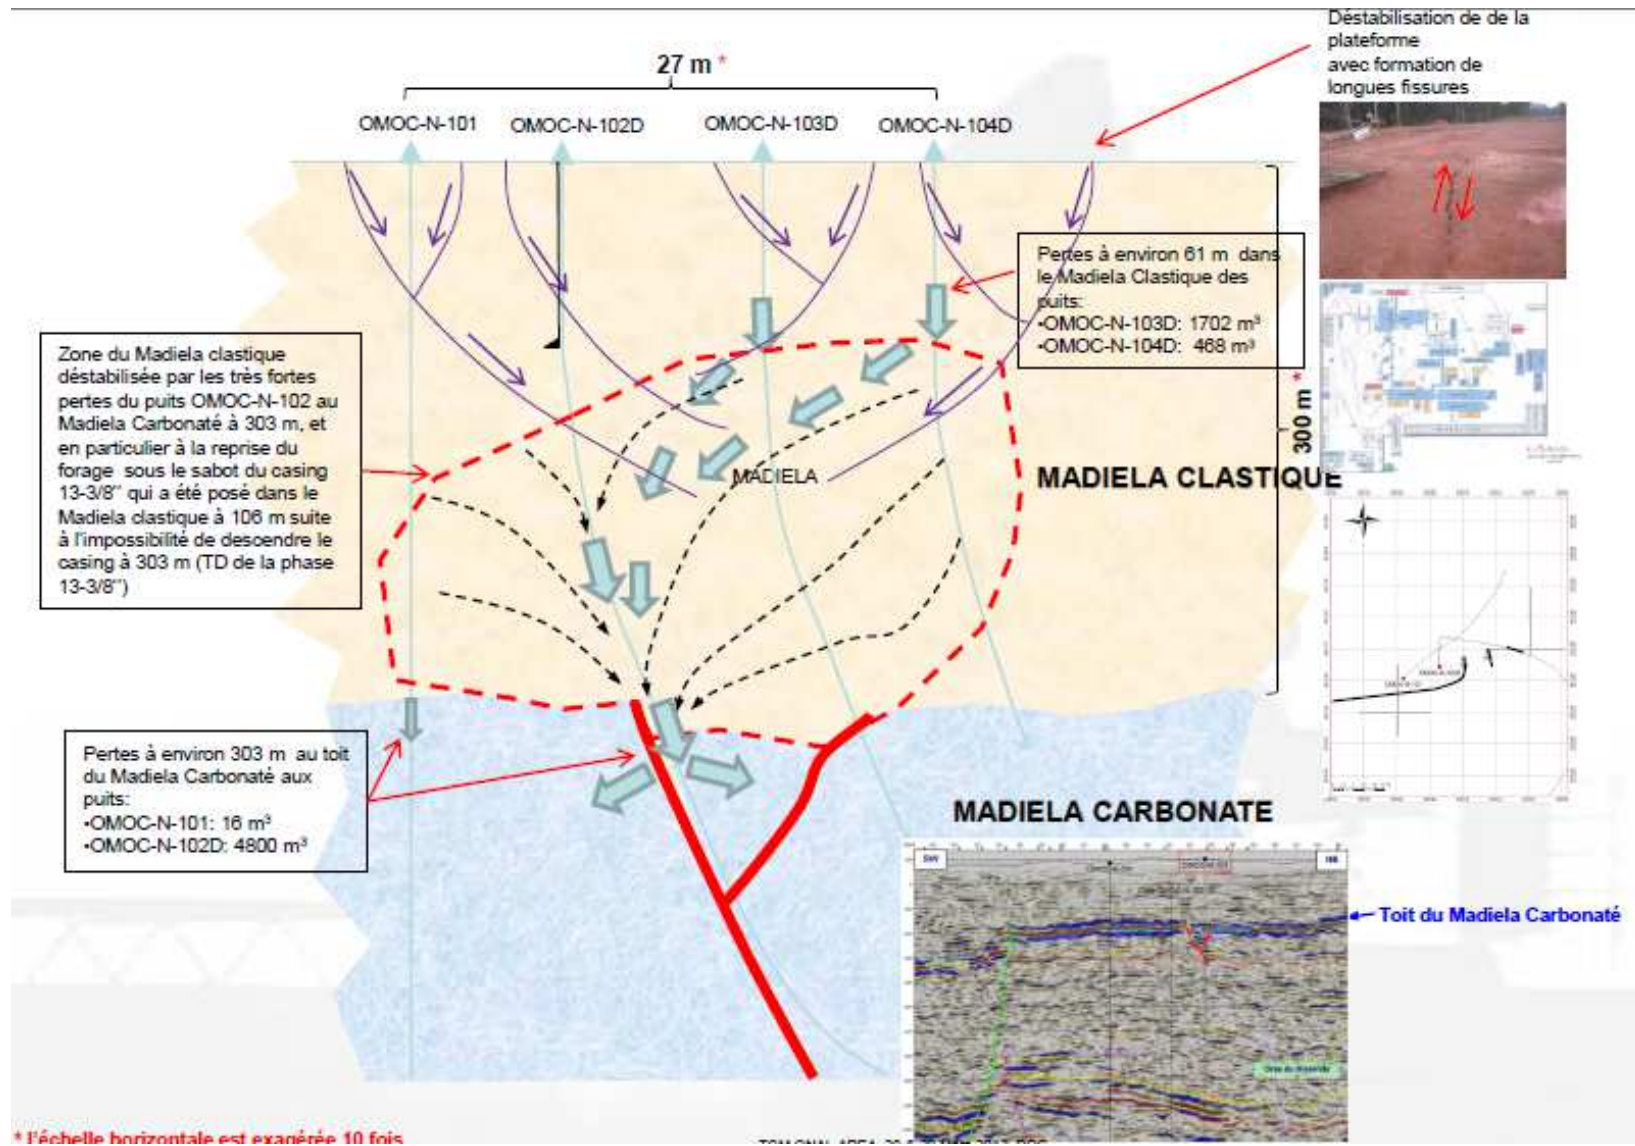 Déstabilisation de de la
plateforme
avec formation de
longues fissures
27 m *
OMOC-N-101
OMOC-N-102D
OMOC-N-103D
OMOC-N-104D
Pertes à environ 61 m dans
le Madiela Clastique des
puits:
•OMOC-N-103D: 1702 m³
•OMOC-N-104D: 468 m³
Zone du Madiela clastique
déstabilisée par les très fortes
pertes du puits OMOC-N-102 au
Madiela Carbonaté à 303 m, et
en particulier à la reprise du
forage sous le sabot du casing
13-3/8" qui a été posé dans le
Madiela clastique à 106 m suite
à l'impossibilité de descendre le
casing à 303 m (TD de la phase
13-3/8")
300 m *
MADIELA
MADIELA CLASTIQUE
Pertes à environ 303 m au toit
du Madiela Carbonaté aux
puits:
•OMOC-N-101: 16 m³
•OMOC-N-102D: 4800 m³
MADIELA CARBONATE
SW
Toit du Madiela Carbonaté
* l'échelle horizontale est exagérée 10 fois